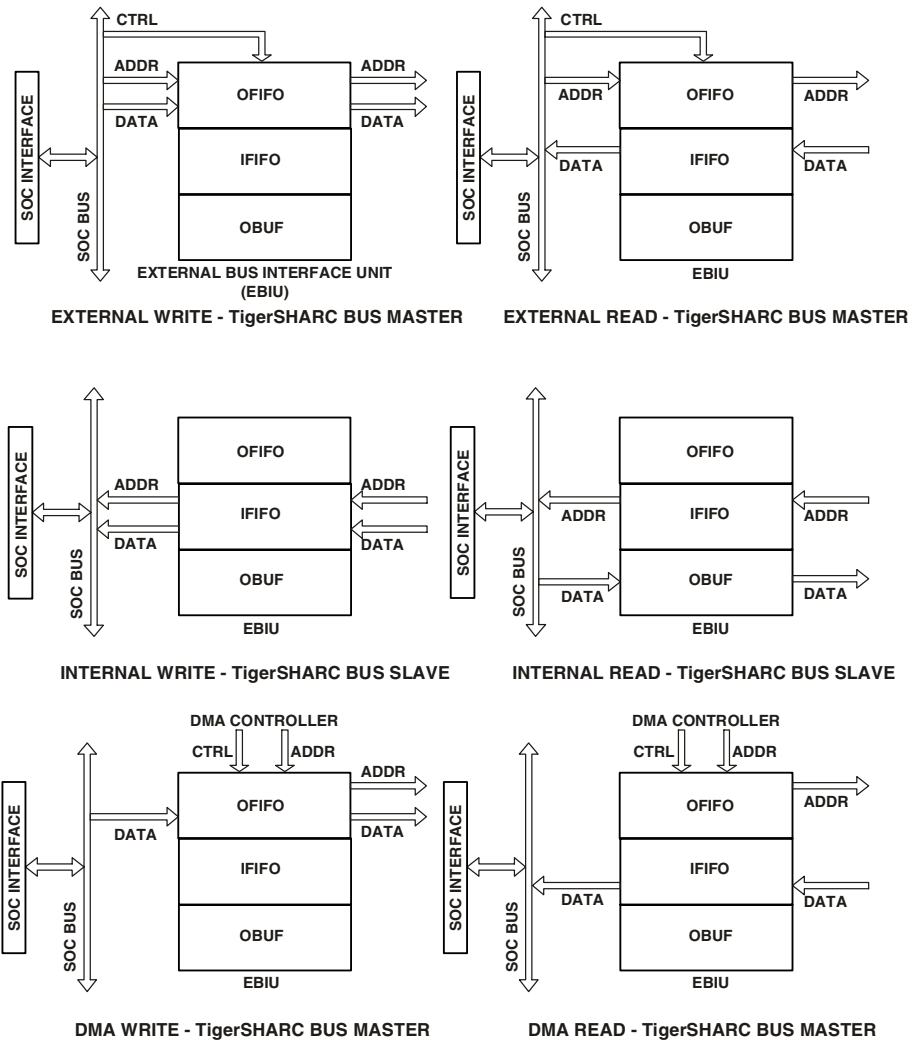 CTRL
ADDR
ADDR
OFIFO
DATA
DATA
SOC INTERFACE
IFIFO
SOC BUS
OBUF
EXTERNAL BUS INTERFACE UNIT
(EBIU)
EXTERNAL WRITE - TigerSHARC BUS MASTER
CTRL
OFIFO
ADDR
ADDR
SOC INTERFACE
IFIFO
DATA
DATA
SOC BUS
OBUF
EBIU
EXTERNAL READ - TigerSHARC BUS MASTER
OFIFO
SOC INTERFACE
ADDR
ADDR
IFIFO
DATA
DATA
SOC BUS
OBUF
EBIU
INTERNAL WRITE - TigerSHARC BUS SLAVE
OFIFO
SOC INTERFACE
ADDR
IFIFO
ADDR
SOC BUS
OBUF
DATA
DATA
EBIU
INTERNAL READ - TigerSHARC BUS SLAVE
DMA CONTROLLER
CTRL
ADDR
ADDR
OFIFO
DATA
DATA
SOC INTERFACE
IFIFO
SOC BUS
OBUF
EBIU
DMA WRITE - TigerSHARC BUS MASTER
DMA CONTROLLER
CTRL
ADDR
OFIFO
ADDR
SOC INTERFACE
IFIFO
DATA
DATA
SOC BUS
OBUF
EBIU
DMA READ - TigerSHARC BUS MASTER